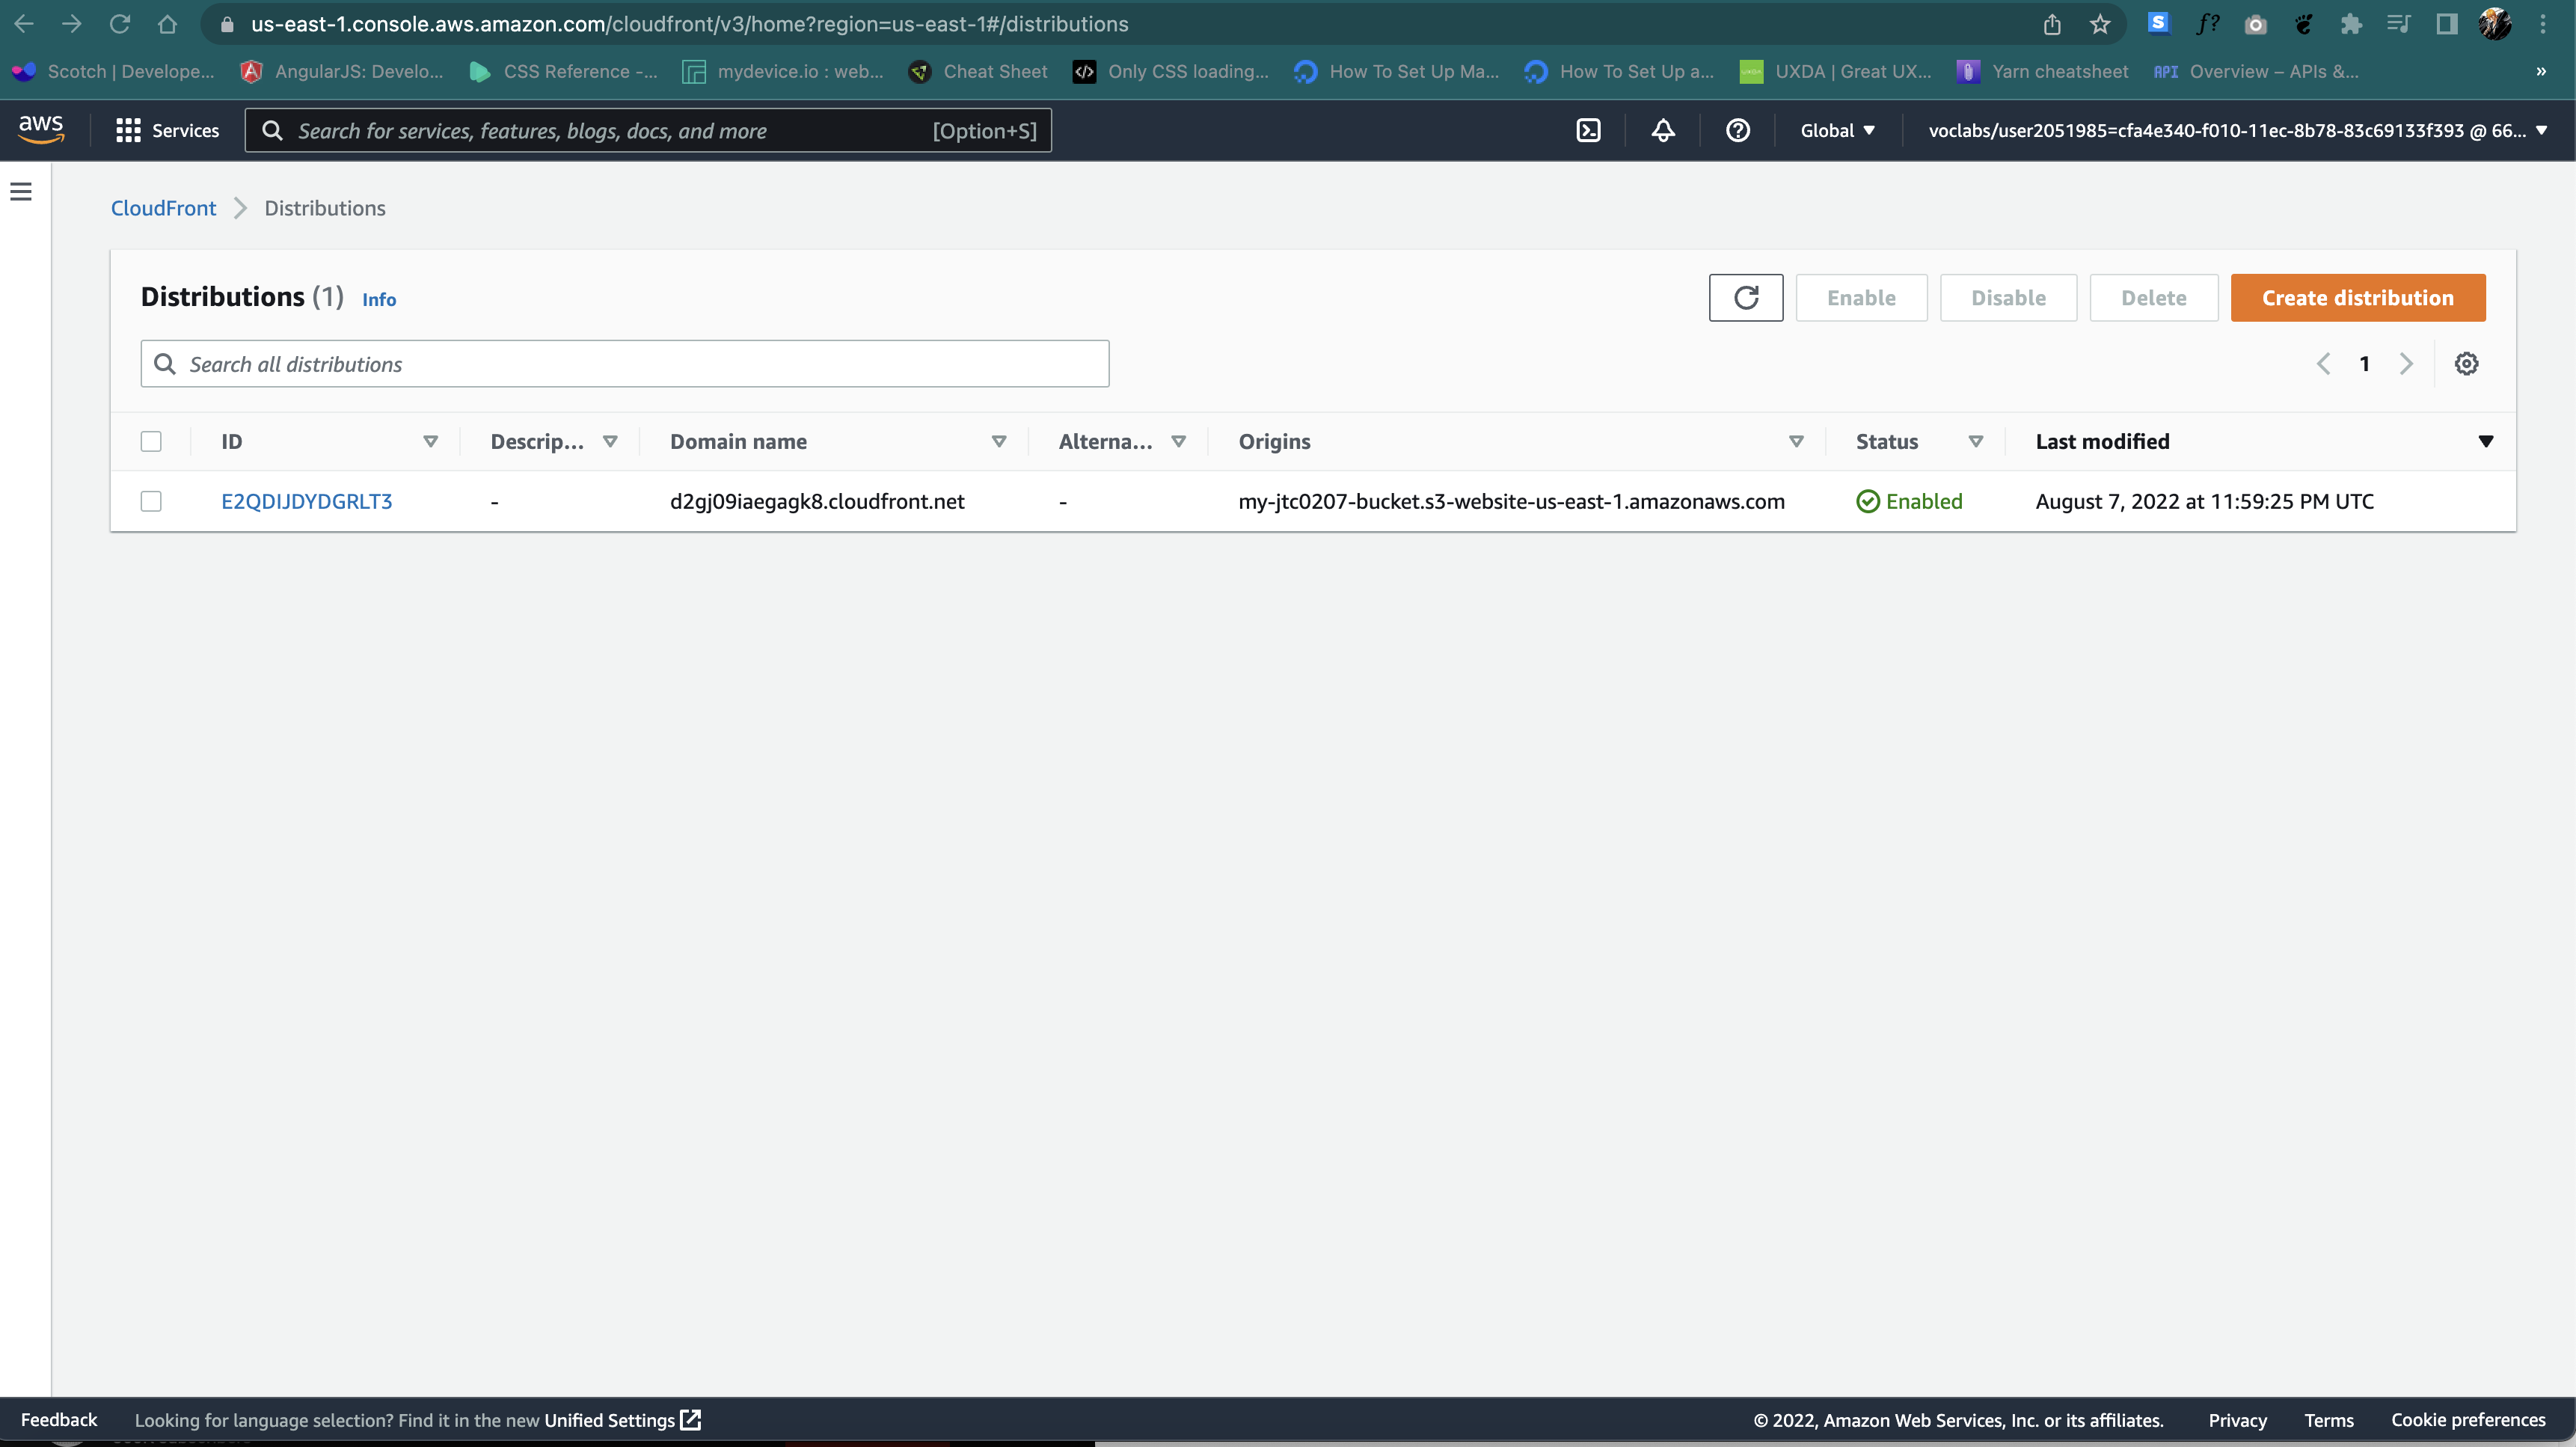 us-east-1.console.aws.amazon.com/cloudfront/v3/home?region=us-east-1#/distributions
Scotch | Develope... AngularJS: Develo... CSS Reference -... mydevice.io : web... Cheat Sheet Only CSS loading... How To Set Up Ma... How To Set Up a... UXDA | Great UX... Yarn cheatsheet API Overview – APIs &... »
aws Services Search for services, features, blogs, docs, and more [Option+S] Global voclabs/user2051985=cfa4e340-f010-11ec-8b78-83c69133f393 @ 66...
CloudFront Distributions
Distributions (1) Info Enable Disable Delete Create distribution
Search all distributions 1
ID Descrip... Domain name Alterna... Origins Status Last modified
E2QDIJDYDGRLT3 - d2gj09iaegagk8.cloudfront.net - my-jtc0207-bucket.s3-website-us-east-1.amazonaws.com Enabled August 7, 2022 at 11:59:25 PM UTC
Feedback Looking for language selection? Find it in the new Unified Settings © 2022, Amazon Web Services, Inc. or its affiliates. Privacy Terms Cookie preferences